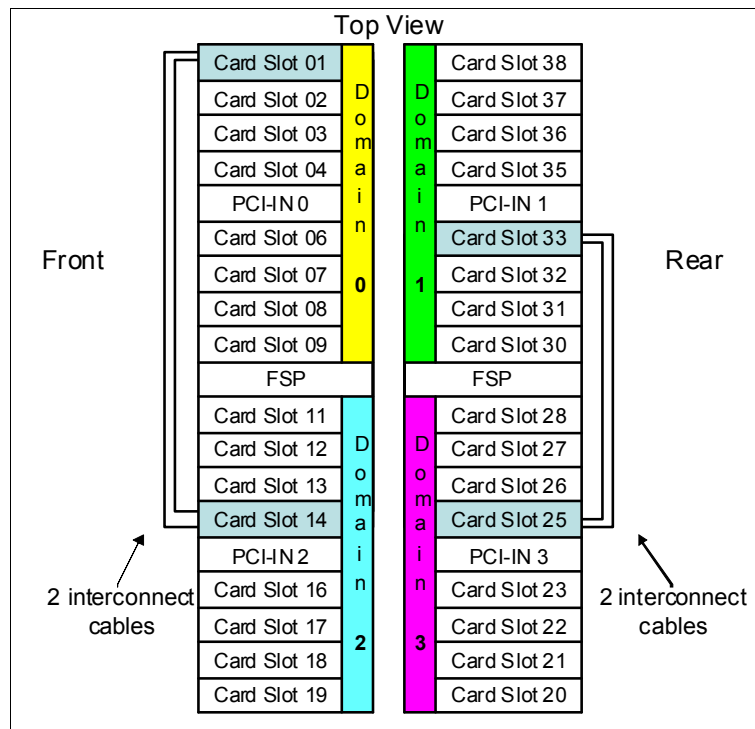 Top View
Front
Card Slot 01
Card Slot 02
Card Slot 03
Card Slot 04
PCI-IN 0
Card Slot 06
Card Slot 07
Card Slot 08
Card Slot 09
FSP
Card Slot 11
Card Slot 12
Card Slot 13
Card Slot 14
PCI-IN 2
Card Slot 16
Card Slot 17
Card Slot 18
Card Slot 19
Domain 0
Domain 2
2 interconnect
cables
Domain 1
Domain 3
Card Slot 38
Card Slot 37
Card Slot 36
Card Slot 35
PCI-IN 1
Card Slot 33
Card Slot 32
Card Slot 31
Card Slot 30
FSP
Card Slot 28
Card Slot 27
Card Slot 26
Card Slot 25
PCI-IN 3
Card Slot 23
Card Slot 22
Card Slot 21
Card Slot 20
Rear
2 interconnect
cables